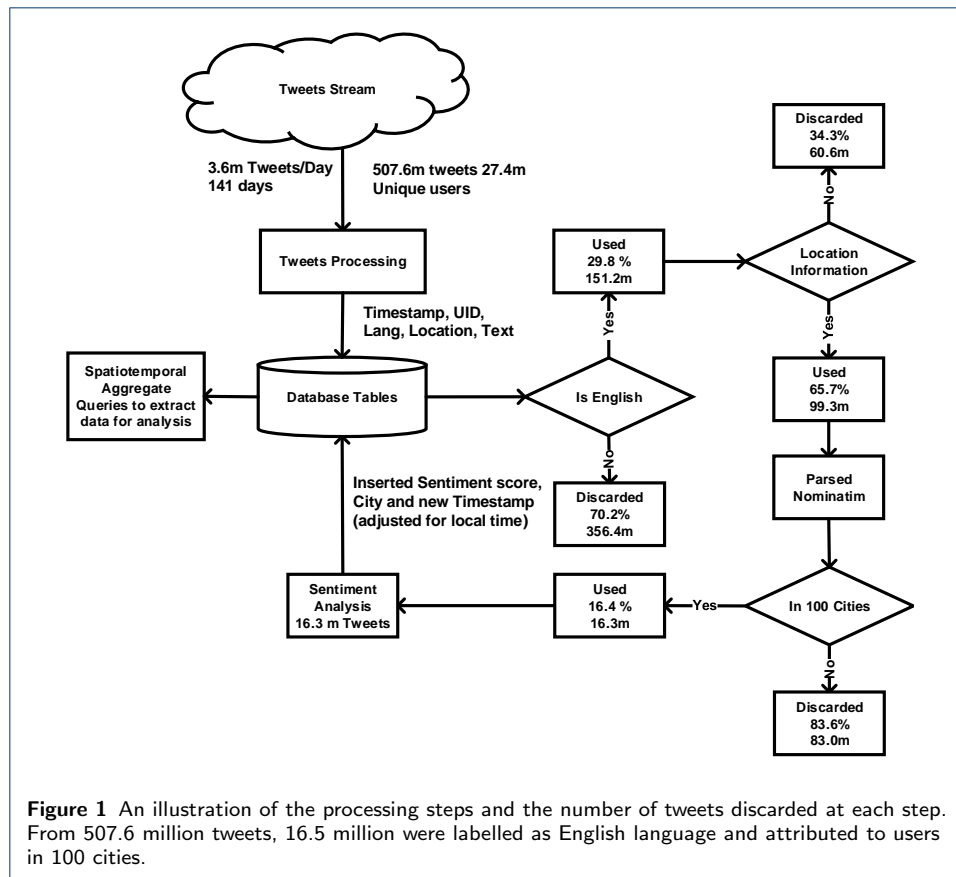 Tweets Stream
3.6m Tweets/Day
141 days
507.6m tweets 27.4m
Unique users
Tweets Processing
Timestamp, UID,
Lang, Location, Text
Database Tables
Spatiotemporal
Aggregate
Queries to extract
data for analysis
Is English
Yes
Used
29.8 %
151.2m
No
Discarded
70.2%
356.4m
Location
Information
No
Discarded
34.3%
60.6m
Yes
Used
65.7%
99.3m
Parsed
Nominatim
In 100 Cities
No
Discarded
83.6%
83.0m
Yes
Used
16.4 %
16.3m
Sentiment
Analysis
16.3 m Tweets
Inserted Sentiment score,
City and new Timestamp
(adjusted for local time)
Figure 1 An illustration of the processing steps and the number of tweets discarded at each step.
From 507.6 million tweets, 16.5 million were labelled as English language and attributed to users
in 100 cities.